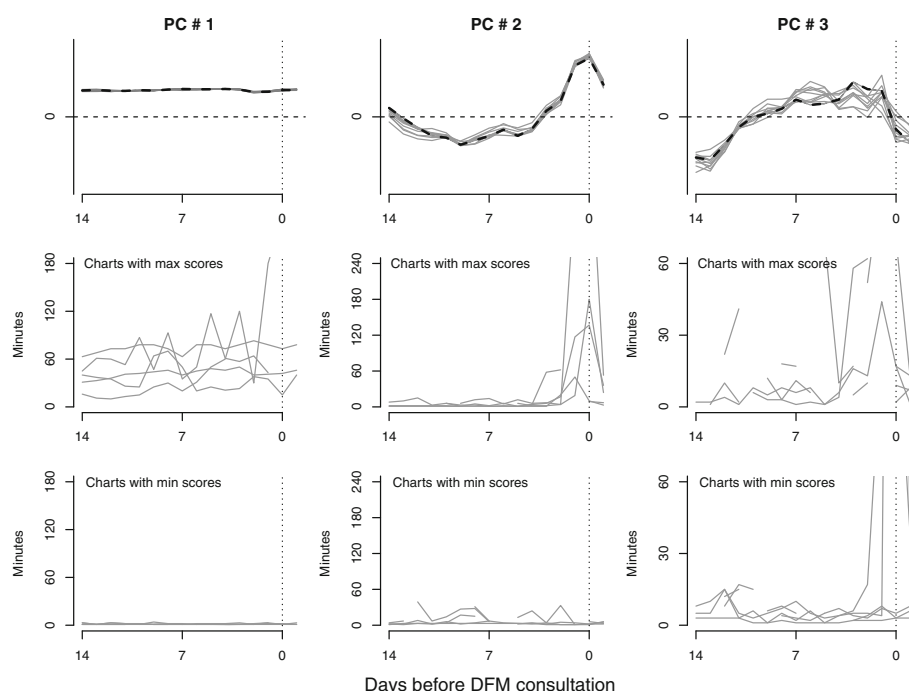 PC # 1
PC # 2
PC # 3
0
0
0
14 7 0
14 7 0
14 7 0
Charts with max scores
Minutes
0 60 120 180
14 7 0
Charts with max scores
Minutes
0 60 120 180 240
14 7 0
Charts with max scores
Minutes
0 30 60
14 7 0
Charts with min scores
Minutes
0 60 120 180
14 7 0
Charts with min scores
Minutes
0 60 120 180 240
14 7 0
Charts with min scores
Minutes
0 30 60
14 7 0
Days before DFM consultation